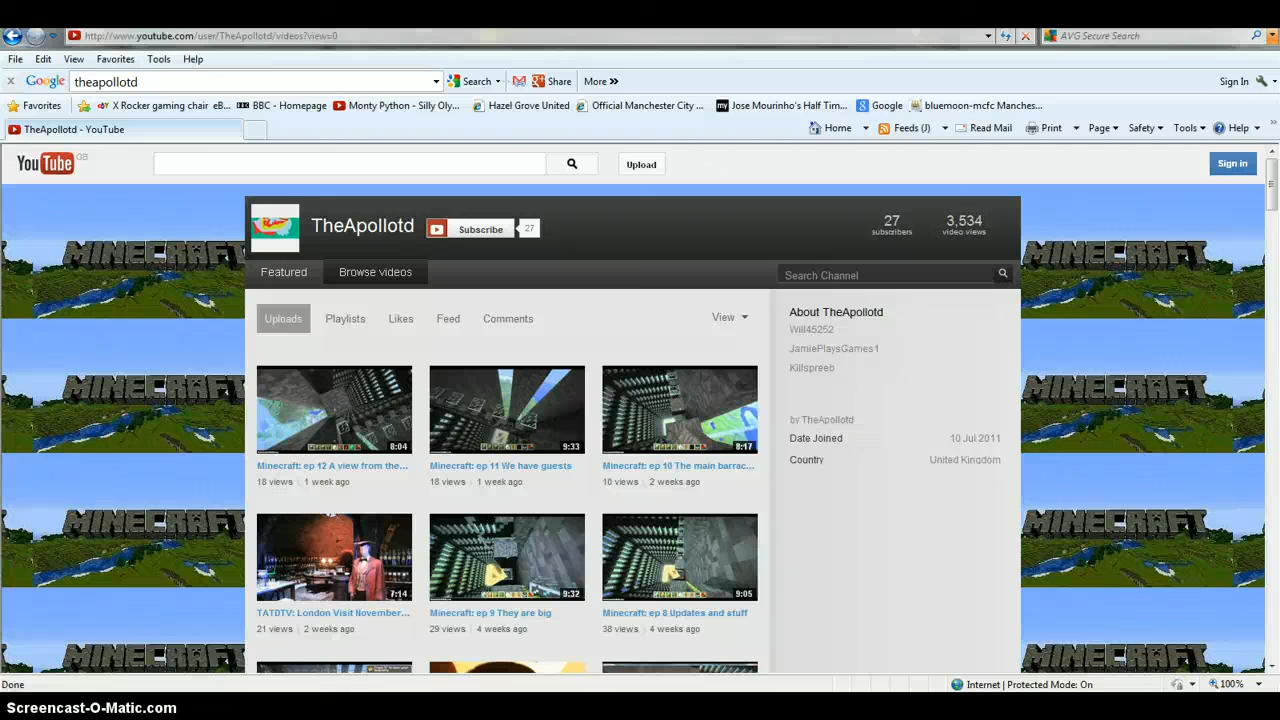 http://www.youtube.com/user/TheApollotd/videos?view=0
AVG Secure Search
File Edit View Favorites Tools Help
Google theapollotd Search Share More » Sign In
Favorites X Rocker gaming chair eB... BBC - Homepage Monty Python - Silly Oly... Hazel Grove United Official Manchester City ... Jose Mourinho's Half Tim... Google bluemoon-mcfc Manches...
TheApollotd - YouTube
Home Feeds (J) Read Mail Print Page Safety Tools Help
YouTube GB Upload Sign in
TheApollotd Subscribe 27
27 subscribers
3,534 video views
Featured Browse videos Search Channel
MINECRAFT MINECRAFT
Uploads Playlists Likes Feed Comments View
About TheApollotd
Will45252
JamiePlaysGames1
Killspreeb
by TheApollotd
Date Joined 10 Jul 2011
Country United Kingdom
MINECRAFT MINECRAFT
8:04 9:33 8:17
Minecraft: ep 12 A view from the... Minecraft: ep 11 We have guests Minecraft: ep 10 The main barrac...
18 views 1 week ago 18 views 1 week ago 10 views 2 weeks ago
MINECRAFT MINECRAFT
7:14 9:32 9:05
TATDTV: London Visit November... Minecraft: ep 9 They are big Minecraft: ep 8 Updates and stuff
21 views 2 weeks ago 29 views 4 weeks ago 38 views 4 weeks ago
MINECRAFT MINECRAFT
Done Internet | Protected Mode: On 100%
Screencast-O-Matic.com